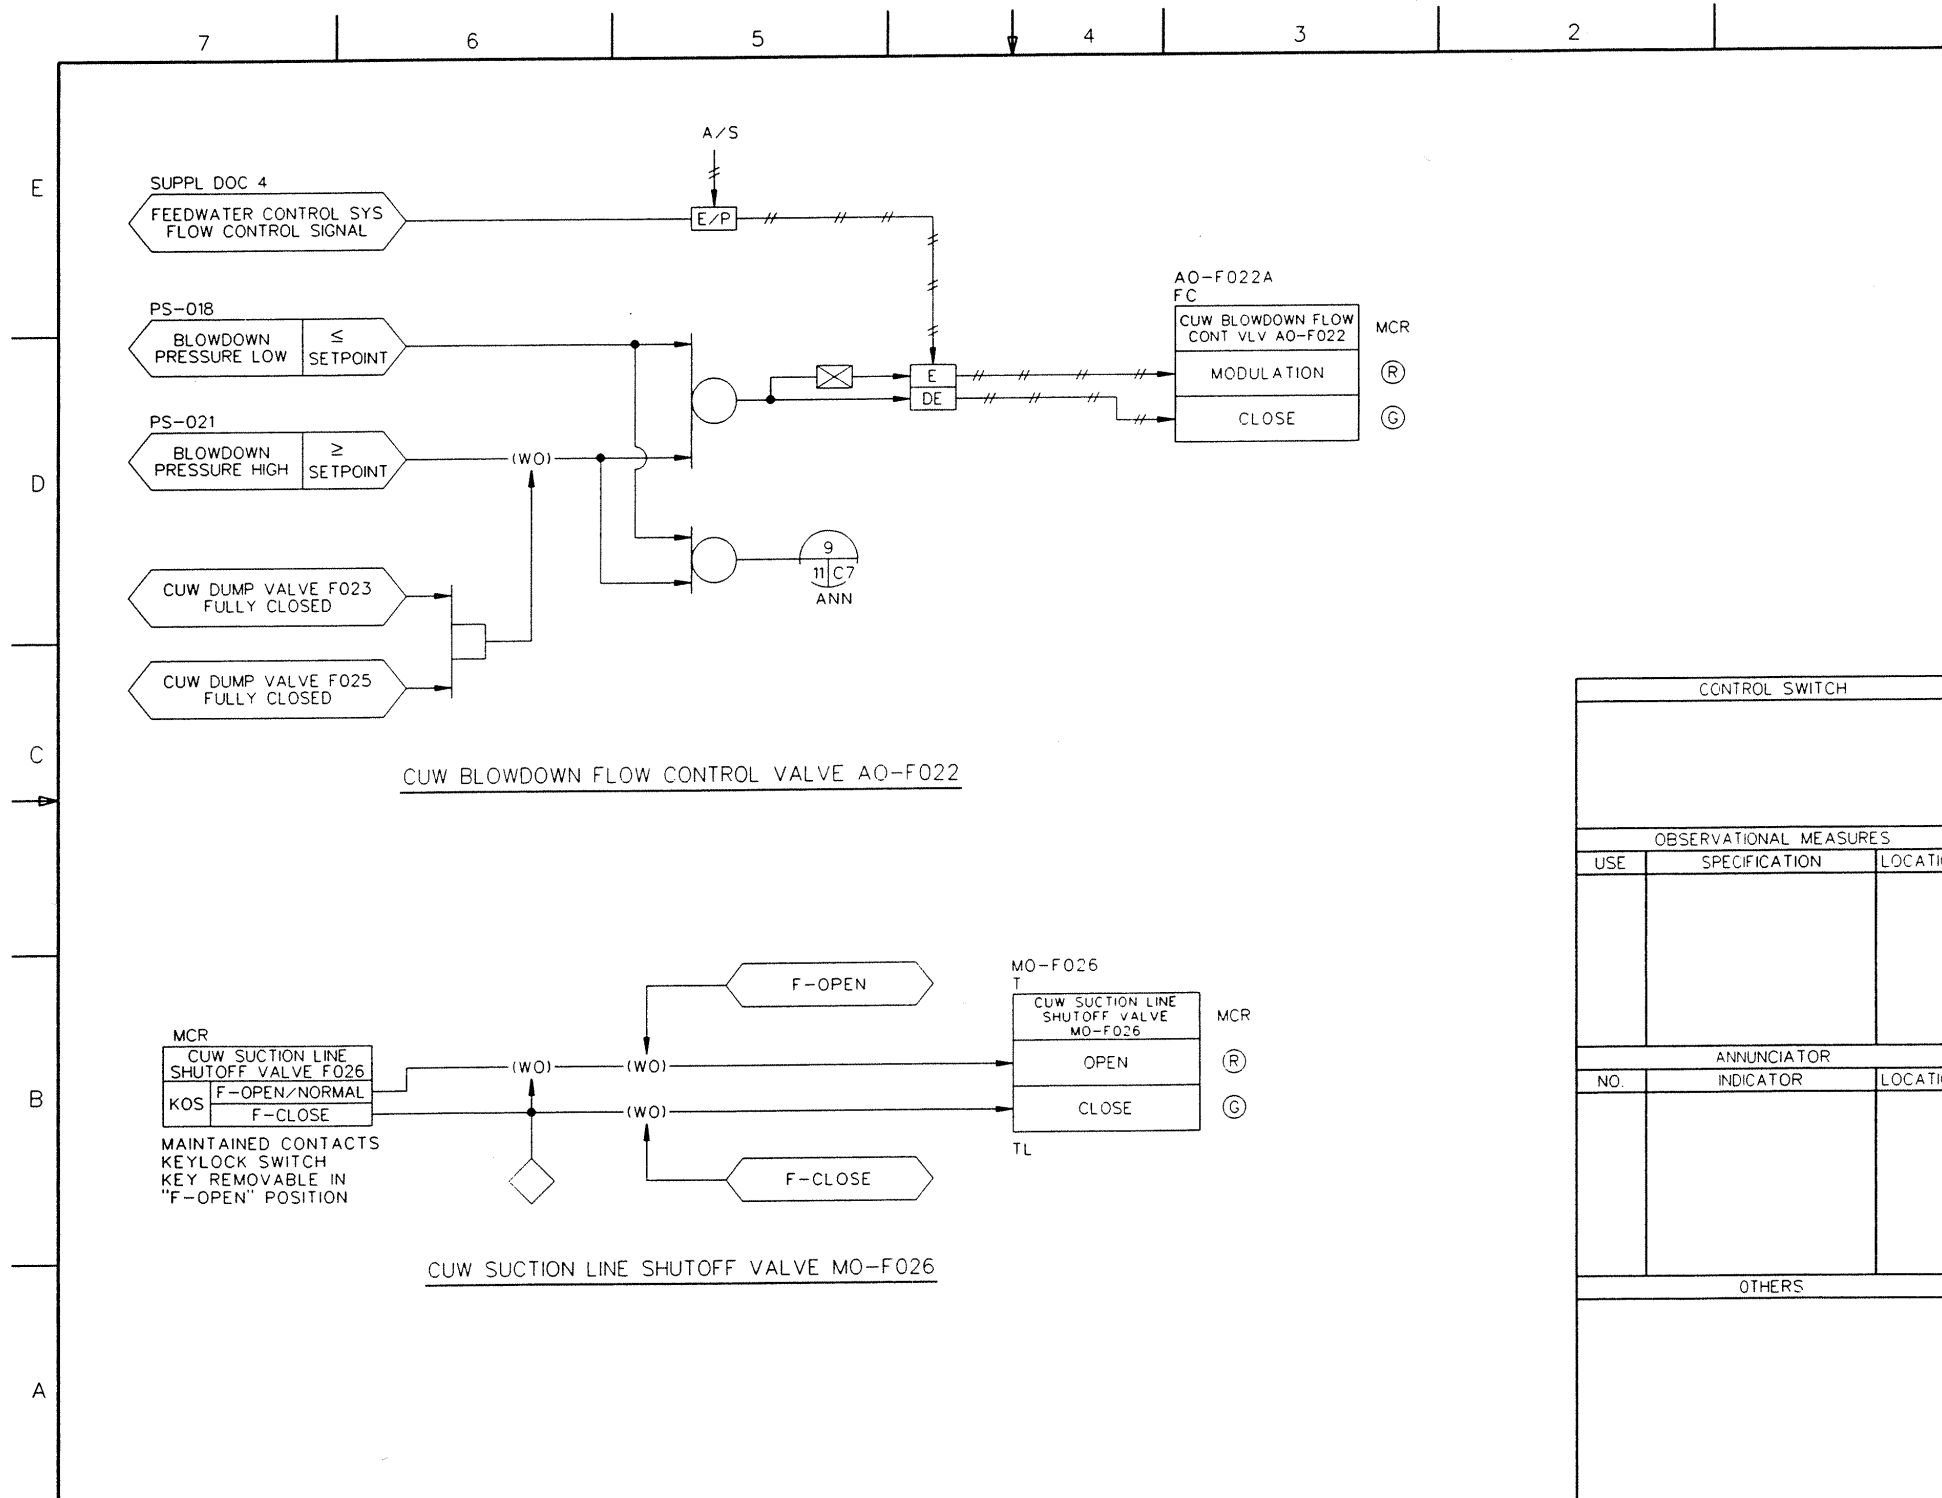 7 6 5 4 3 2
A/S
E
SUPPL DOC 4
FEEDWATER CONTROL SYS
FLOW CONTROL SIGNAL
E/P
AO-F022A
FC
CUW BLOWDOWN FLOW
CONT VLV AO-F022
MCR
MODULATION
R
CLOSE
G
PS-018
BLOWDOWN
PRESSURE LOW
≤
SETPOINT
E
DE
PS-021
BLOWDOWN
PRESSURE HIGH
≥
SETPOINT
(WO)
D
9
11 C7
ANN
CUW DUMP VALVE F023
FULLY CLOSED
CUW DUMP VALVE F025
FULLY CLOSED
C
CUW BLOWDOWN FLOW CONTROL VALVE AO-F022
CONTROL SWITCH
OBSERVATIONAL MEASURES
USE SPECIFICATION LOCATI
F-OPEN
MO-F026
T
CUW SUCTION LINE
SHUTOFF VALVE
MO-F026
MCR
OPEN
R
CLOSE
G
TL
MCR
CUW SUCTION LINE
SHUTOFF VALVE F026
KOS
F-OPEN/NORMAL
F-CLOSE
(WO) (WO)
(WO)
B
MAINTAINED CONTACTS
KEYLOCK SWITCH
KEY REMOVABLE IN
"F-OPEN" POSITION
F-CLOSE
ANNUNCIATOR
NO. INDICATOR LOCATI
CUW SUCTION LINE SHUTOFF VALVE MO-F026
OTHERS
A